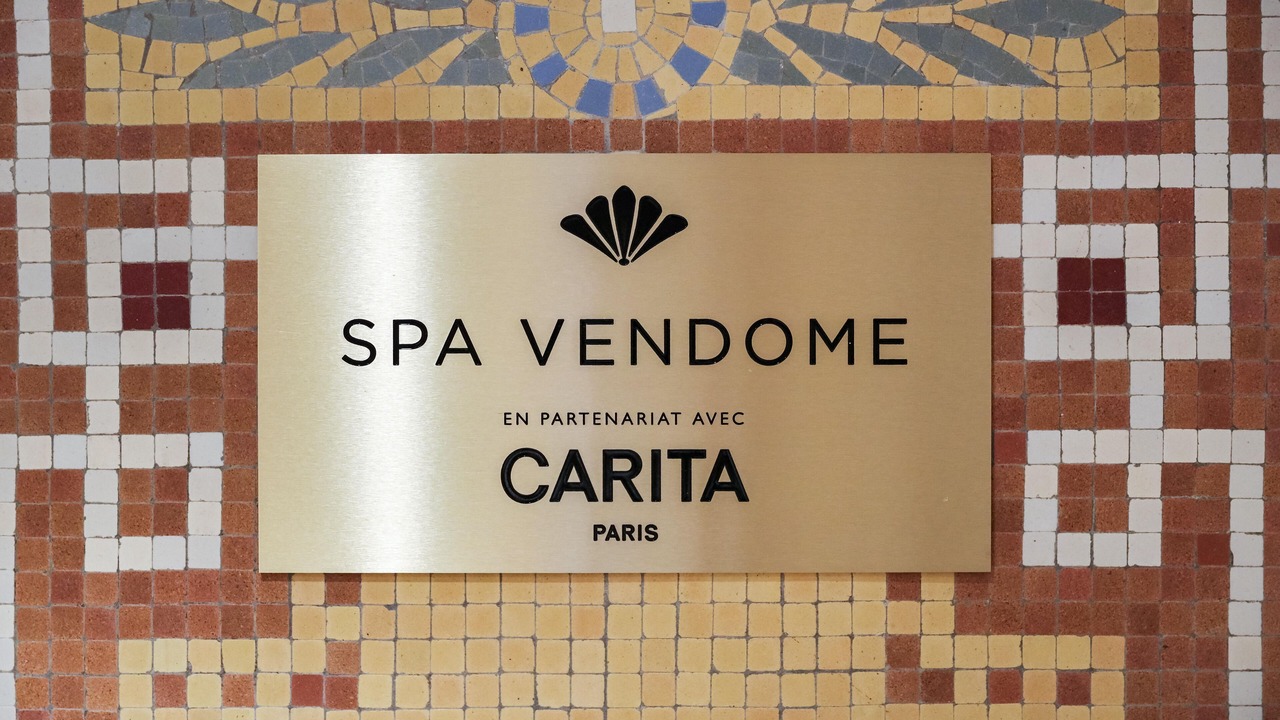 SPA VENDOME
EN PARTENARIAT AVEC
CARITA
PARIS